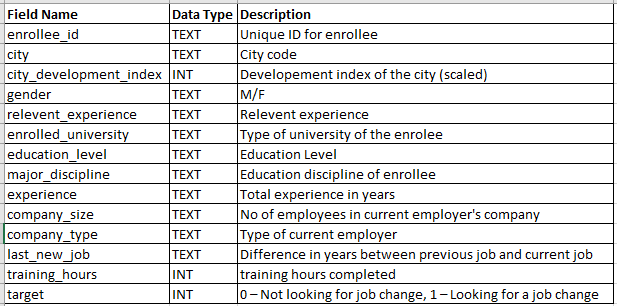 Field Name Data Type Description
enrollee_id TEXT Unique ID for enrollee
city TEXT City code
city_development_index INT Developement index of the city (scaled)
gender TEXT M/F
relevent_experience TEXT Relevent experience
enrolled_university TEXT Type of university of the enrolee
education_level TEXT Education Level
major_discipline TEXT Education discipline of enrollee
experience TEXT Total experience in years
company_size TEXT No of employees in current employer's company
company_type TEXT Type of current employer
last_new_job TEXT Difference in years between previous job and current job
training_hours INT training hours completed
target INT 0 – Not looking for job change, 1 – Looking for a job change